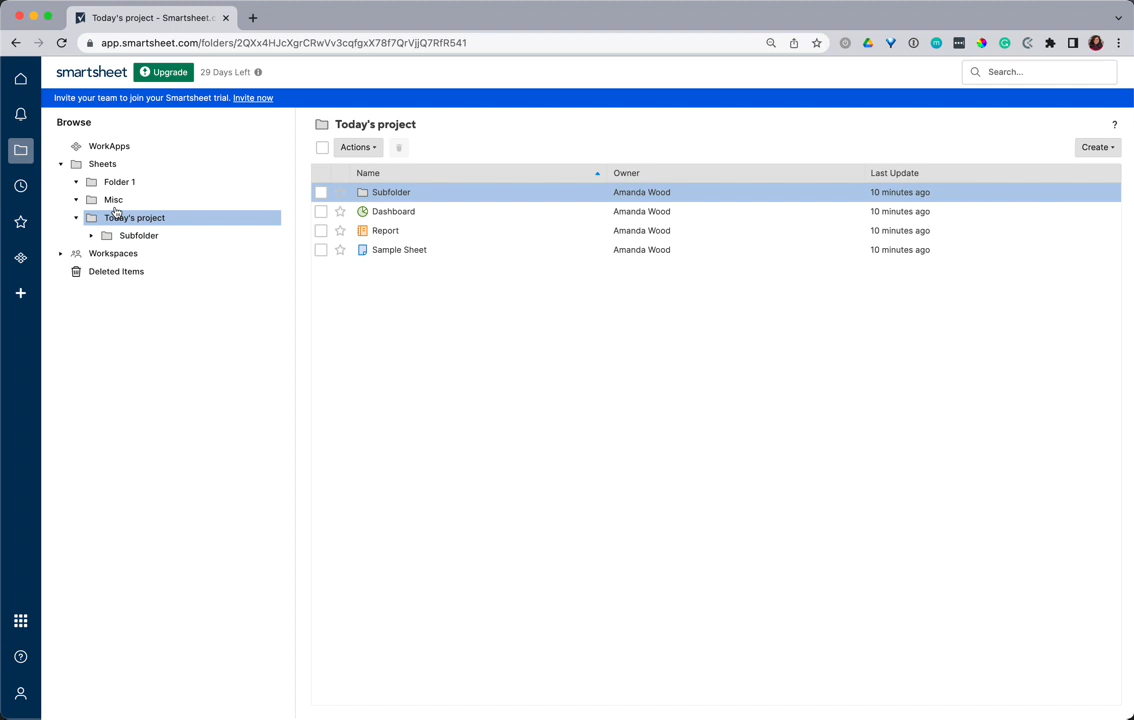 Today's project - Smartsheet.c
app.smartsheet.com/folders/2QXx4HJcXgrCRwVv3cqfgxX78f7QrVjjQ7RfR541
smartsheet Upgrade 29 Days Left Search...
Invite your team to join your Smartsheet trial. Invite now
Browse
WorkApps
Sheets
Folder 1
Misc
Today's project
Subfolder
Workspaces
Deleted Items
Today's project ?
Actions Create
Name Owner Last Update
Subfolder Amanda Wood 10 minutes ago
Dashboard Amanda Wood 10 minutes ago
Report Amanda Wood 10 minutes ago
Sample Sheet Amanda Wood 10 minutes ago